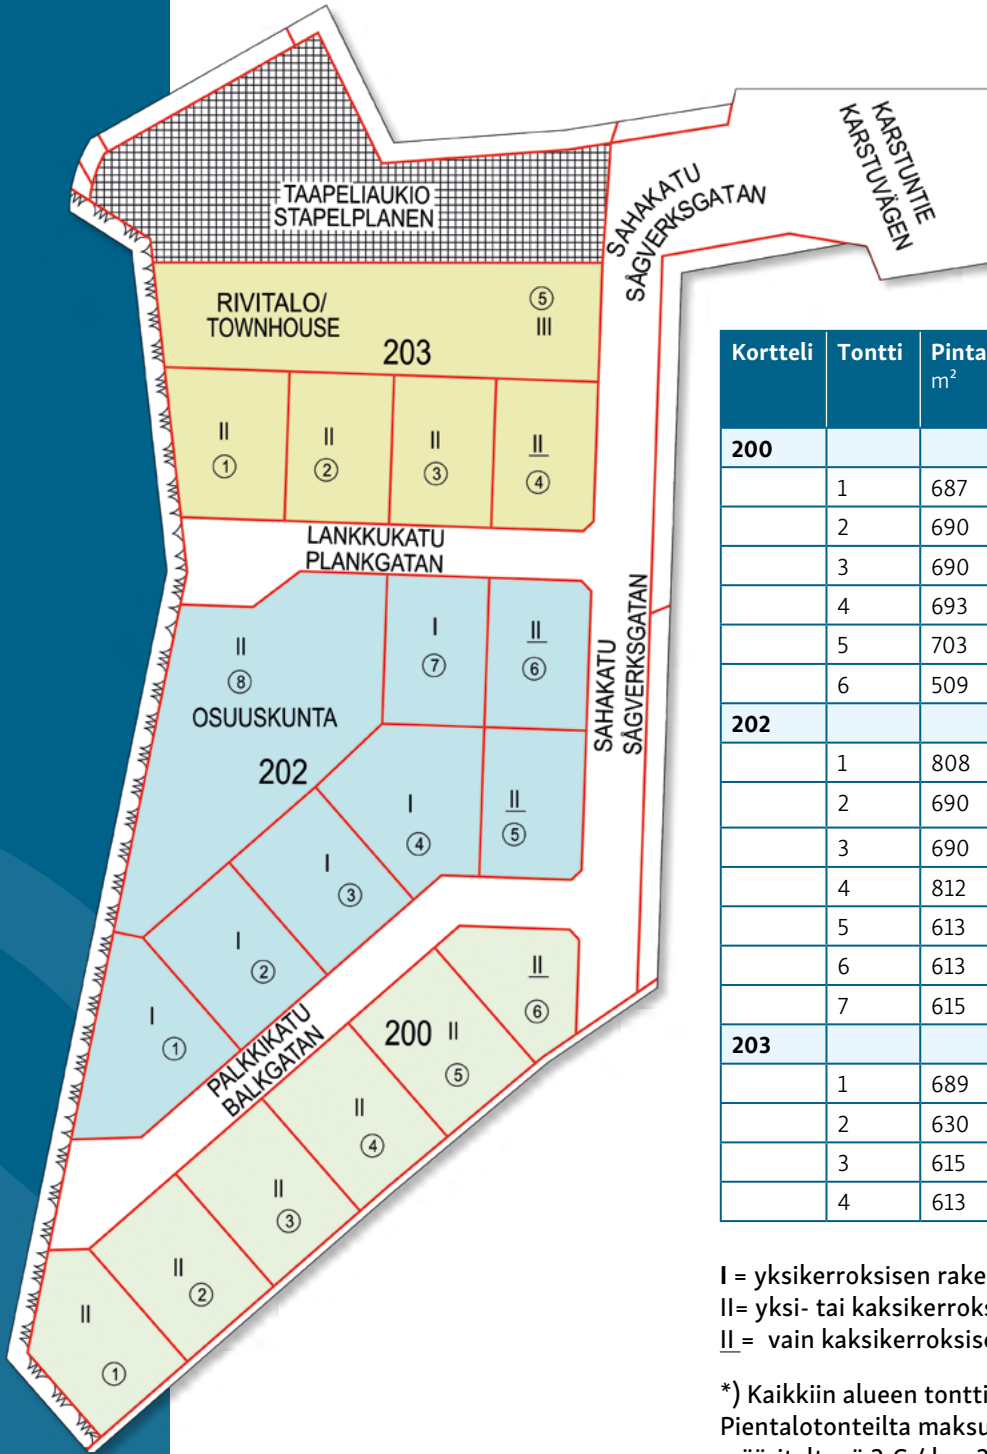 TAAPELIAUKIO
STAPELPLANEN
SAHAKATU
SÅGVERKSGATAN
KARSTUNTIE
KARSTUVÄGEN
RIVITALO/
TOWNHOUSE
5
III
203
II
1
II
2
II
3
II
4
LANKKUKATU
PLANKGATAN
II
8
OSUUSKUNTA
202
I
7
II
6
SAHAKATU
SÅGVERKSGATAN
I
4
II
5
I
3
I
2
I
1
PALKKIKATU
BALKGATAN
200
II
6
II
5
II
4
II
3
II
2
II
1
Kortteli Tontti Pinta
m²
200
1 687
2 690
3 690
4 693
5 703
6 509
202
1 808
2 690
3 690
4 812
5 613
6 613
7 615
203
1 689
2 630
3 615
4 613
I = yksikerroksisen rake
II= yksi- tai kaksikerroks
II = vain kaksikerroksise
*) Kaikkiin alueen tontti
Pientalotonteilta maksu